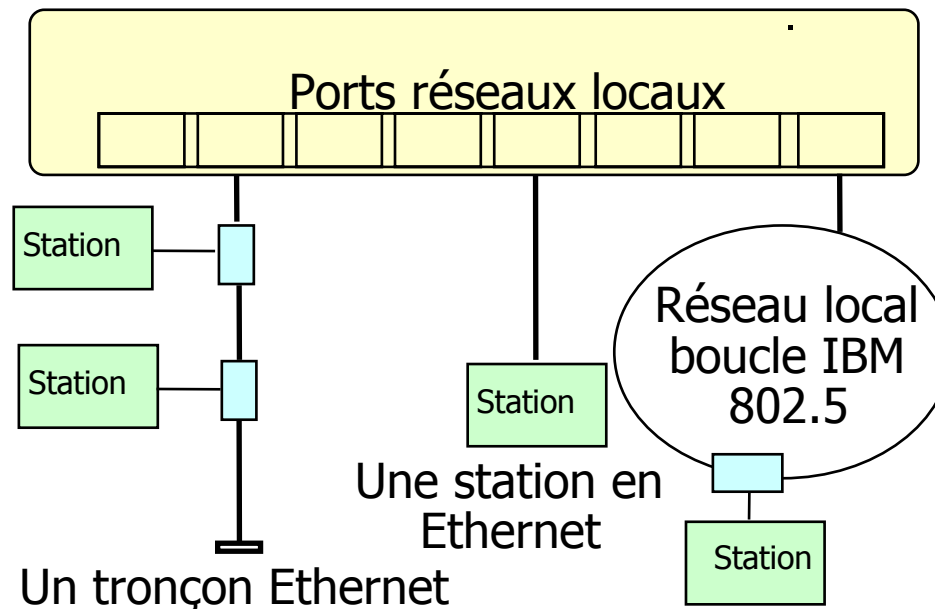 Ports réseaux locaux
Station
Station
Station
Une station en
Ethernet
Réseau local
boucle IBM
802.5
Station
Un tronçon Ethernet